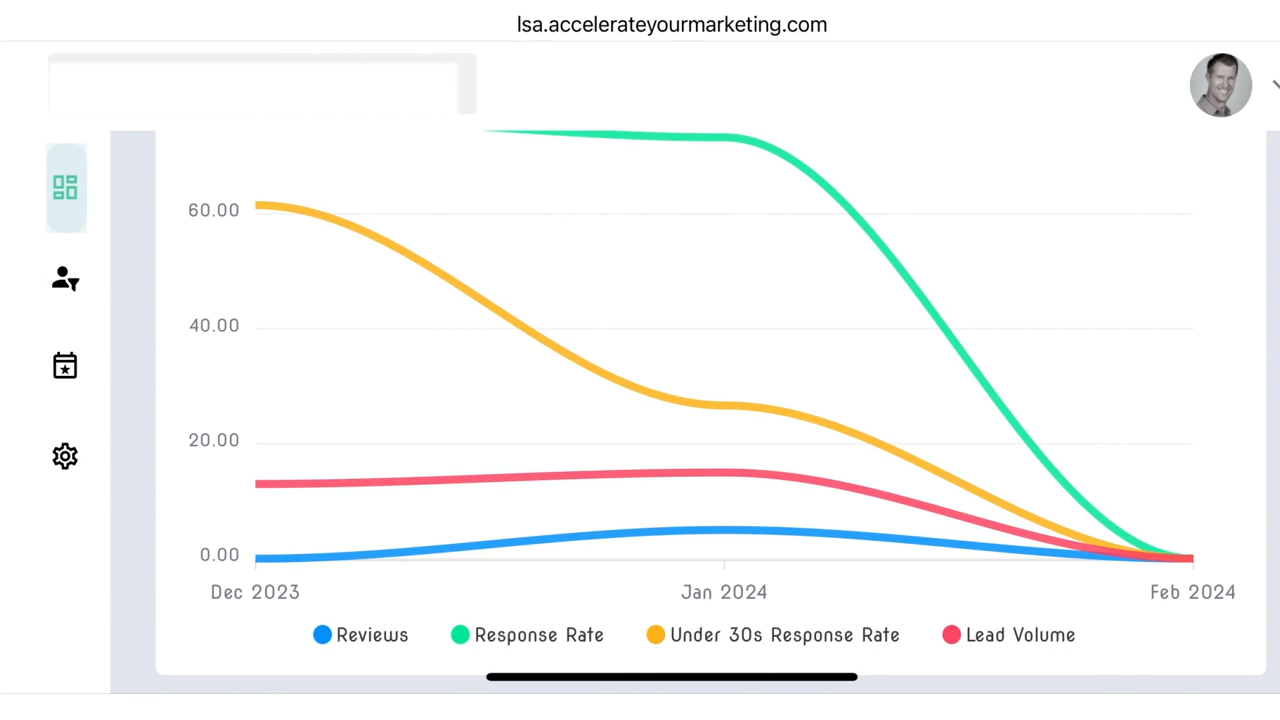 lsa.accelerateyourmarketing.com
60.00
40.00
20.00
0.00
Dec 2023 Jan 2024 Feb 2024
Reviews Response Rate Under 30s Response Rate Lead Volume